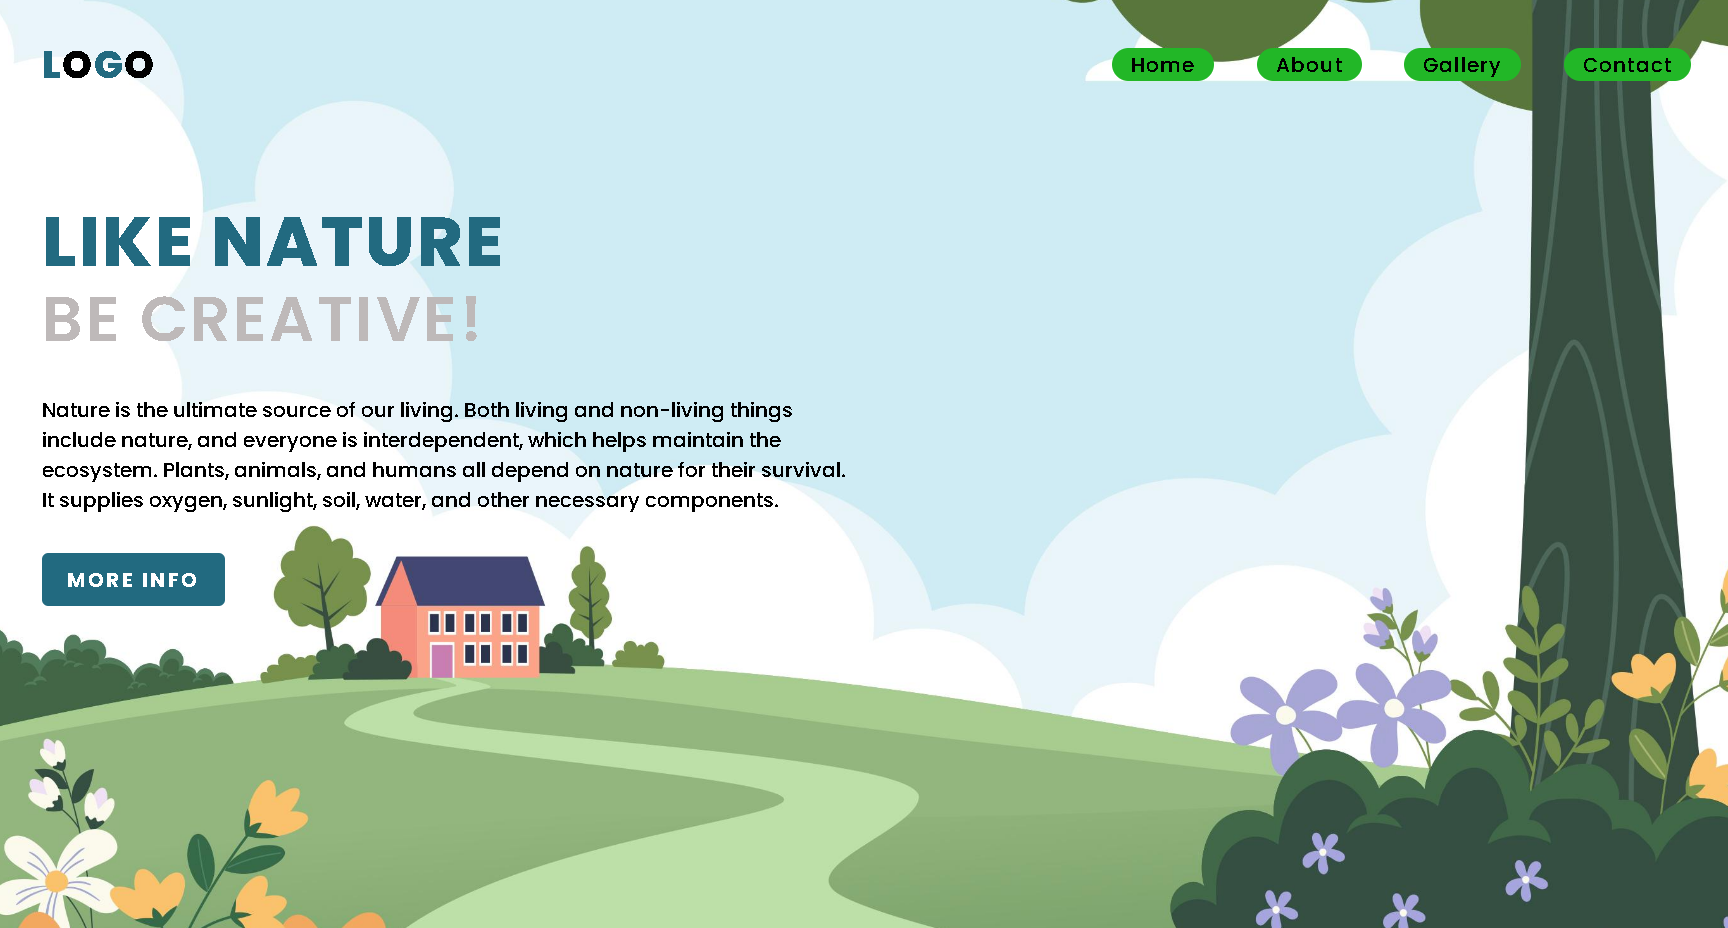 LOGO
Home
About
Gallery
Contact
LIKE NATURE
BE CREATIVE!
Nature is the ultimate source of our living. Both living and non-living things
include nature, and everyone is interdependent, which helps maintain the
ecosystem. Plants, animals, and humans all depend on nature for their survival.
It supplies oxygen, sunlight, soil, water, and other necessary components.
MORE INFO